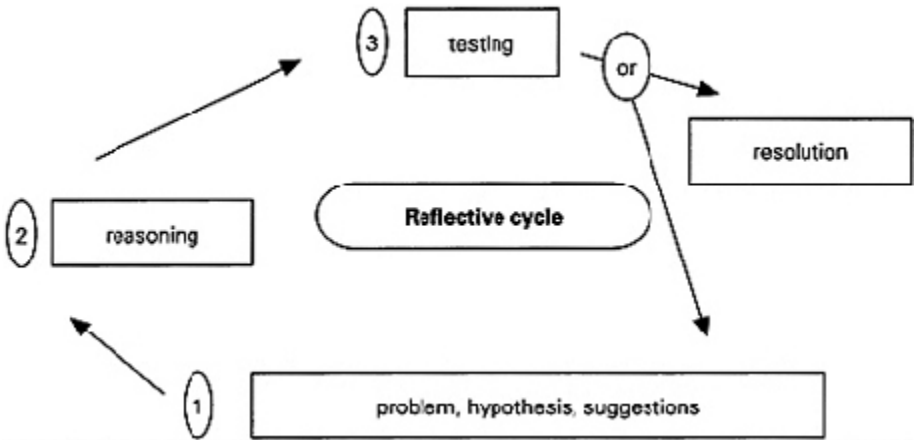 3
testing
or
resolution
Reflective cycle
2
reasoning
1
problem, hypothesis, suggestions